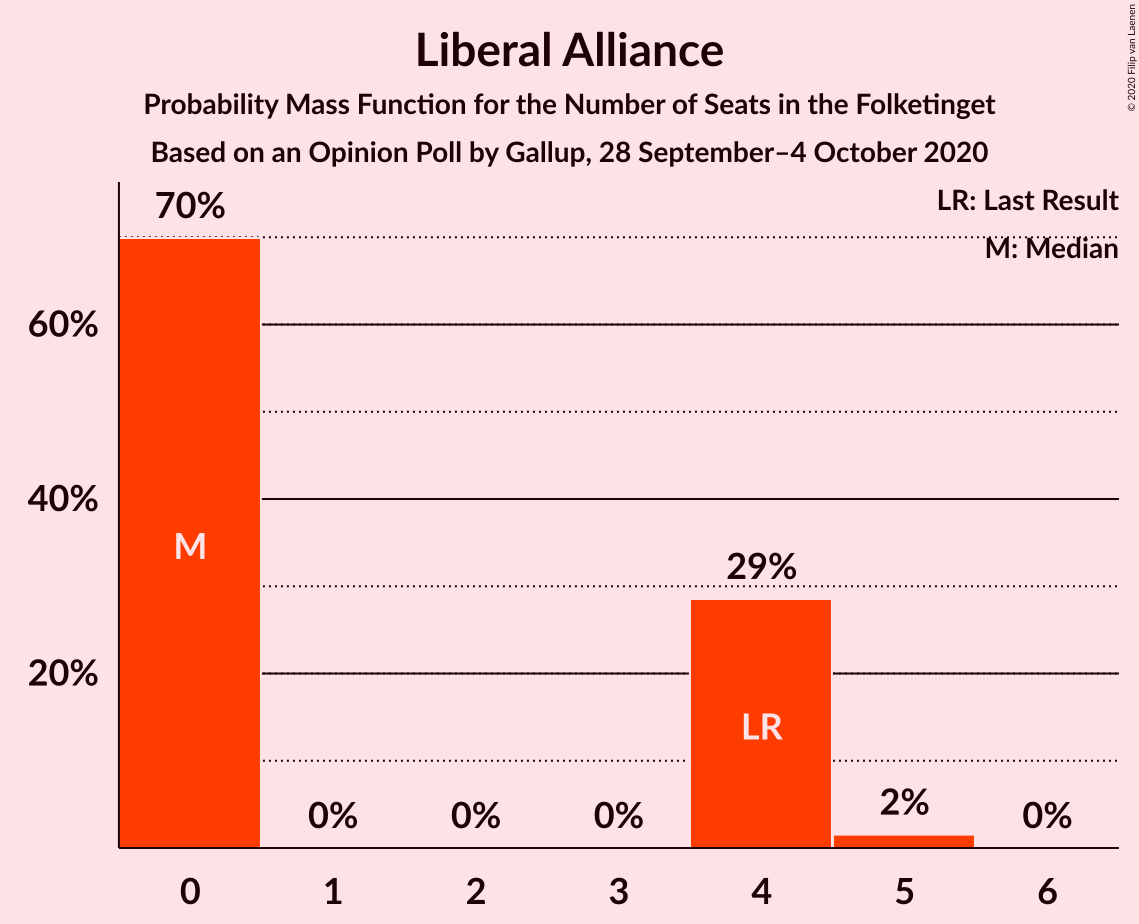 Liberal Alliance
Probability Mass Function for the Number of Seats in the Folketinget
Based on an Opinion Poll by Gallup, 28 September–4 October 2020
© 2020 Filip van Laenen
LR: Last Result
M: Median
70%
60%
40%
20%
M
29%
LR
0%
0%
0%
2%
0%
0
1
2
3
4
5
6